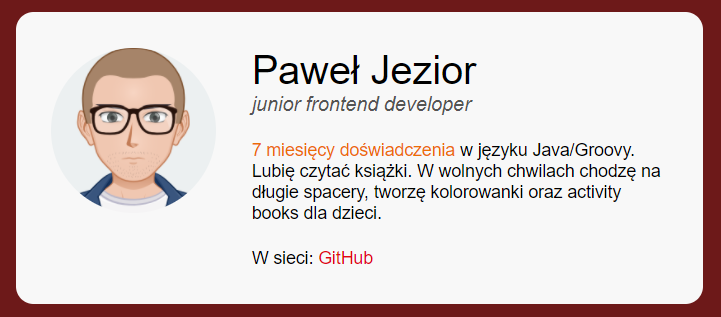 Paweł Jezior
junior frontend developer
7 miesięcy doświadczenia w języku Java/Groovy.
Lubię czytać książki. W wolnych chwilach chodzę na
długie spacery, tworzę kolorowanki oraz activity
books dla dzieci.
W sieci: GitHub